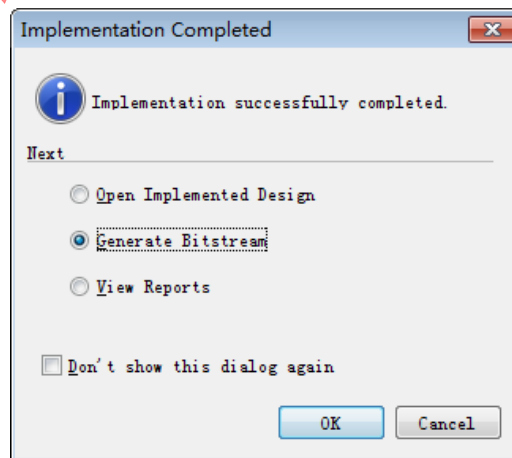 Implementation Completed
Implementation successfully completed.
Next
Open Implemented Design
Generate Bitstream
View Reports
Don't show this dialog again
OK
Cancel